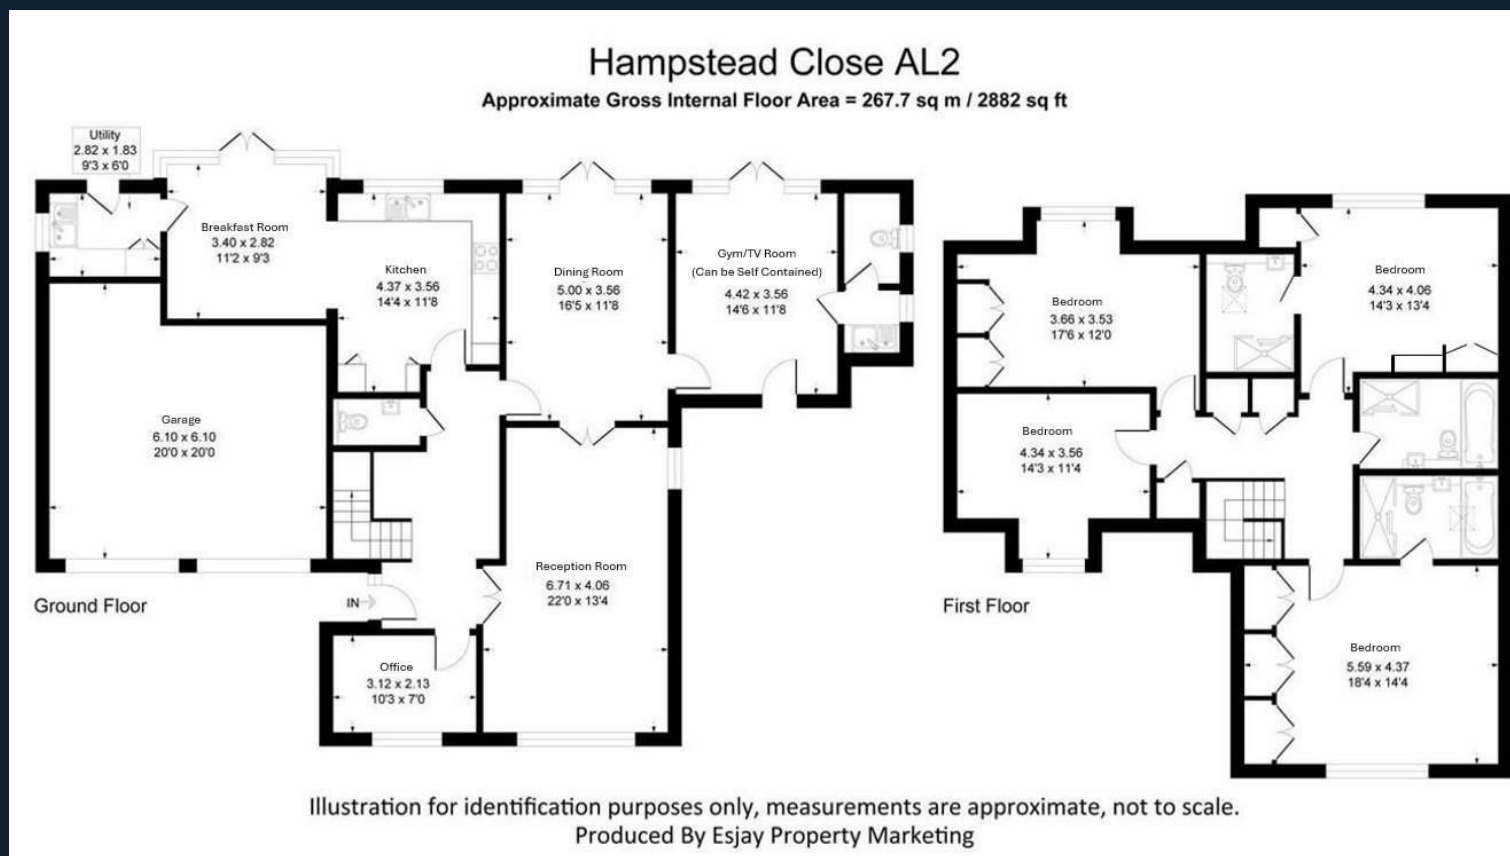 Hampstead Close AL2
Approximate Gross Internal Floor Area = 267.7 sq m / 2882 sq ft
Utility
2.82 x 1.83
9'3 x 6'0
Breakfast Room
3.40 x 2.82
11'2 x 9'3
Kitchen
4.37 x 3.56
14'4 x 11'8
Dining Room
5.00 x 3.56
16'5 x 11'8
Gym/TV Room
(Can be Self Contained)
4.42 x 3.56
14'6 x 11'8
Garage
6.10 x 6.10
20'0 x 20'0
Reception Room
6.71 x 4.06
22'0 x 13'4
IN
Office
3.12 x 2.13
10'3 x 7'0
Ground Floor
Bedroom
3.66 x 3.53
17'6 x 12'0
Bedroom
4.34 x 4.06
14'3 x 13'4
Bedroom
4.34 x 3.56
14'3 x 11'4
Bedroom
5.59 x 4.37
18'4 x 14'4
First Floor
Illustration for identification purposes only, measurements are approximate, not to scale.
Produced By Esjay Property Marketing